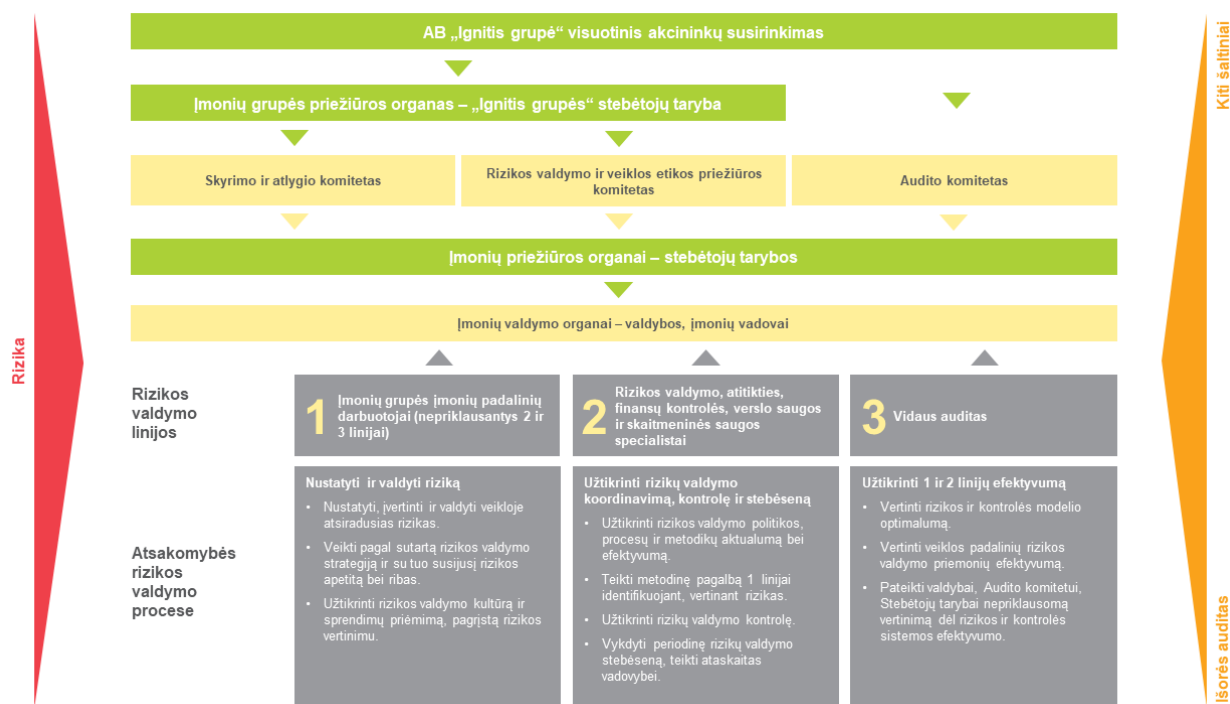 AB „Ignitis grupė“ visuotinis akcininkų susirinkimas
Įmonių grupės priežiūros organas – „Ignitis grupės“ stebėtojų taryba
Skyrimo ir atlygio komitetas
Rizikos valdymo ir veiklos etikos priežiūros
komitetas
Audito komitetas
Įmonių priežiūros organai – stebėtojų tarybos
Įmonių valdymo organai – valdybos, įmonių vadovai
Rizika
Kiti šaltiniai
Išorės auditas
Rizikos
valdymo
linijos
1
Įmonių grupės įmonių padalinių
darbuotojai (nepriklausantys 2 ir
3 linijai)
2
Rizikos valdymo, atitikties,
finansų kontrolės, verslo saugos
ir skaitmeninės saugos
specialistai
3
Vidaus auditas
Atsakomybės
rizikos
valdymo
procese
Nustatyti ir valdyti riziką
• Nustatyti, įvertinti ir valdyti veikloje
atsiradusias rizikas.
• Veikti pagal sutartą rizikos valdymo
strategiją ir su tuo susijusį rizikos
apetitą bei ribas.
• Užtikrinti rizikos valdymo kultūrą ir
sprendimų priėmimą, pagrįstą rizikos
vertinimu.
Užtikrinti rizikų valdymo
koordinavimą, kontrolę ir stebėseną
• Užtikrinti rizikos valdymo politikos,
procesų ir metodikų aktualumą bei
efektyvumą.
• Teikti metodinę pagalbą 1 linijai
identifikuojant, vertinant rizikas.
• Užtikrinti rizikų valdymo kontrolę.
• Vykdyti periodinę rizikų valdymo
stebėseną, teikti ataskaitas
vadovybei.
Užtikrinti 1 ir 2 linijų efektyvumą
• Vertinti rizikos ir kontrolės modelio
optimalumą.
• Vertinti veiklos padalinių rizikos
valdymo priemonių efektyvumą.
• Pateikti valdybai, Audito komitetui,
Stebėtojų tarybai nepriklausomą
vertinimą dėl rizikos ir kontrolės
sistemos efektyvumo.